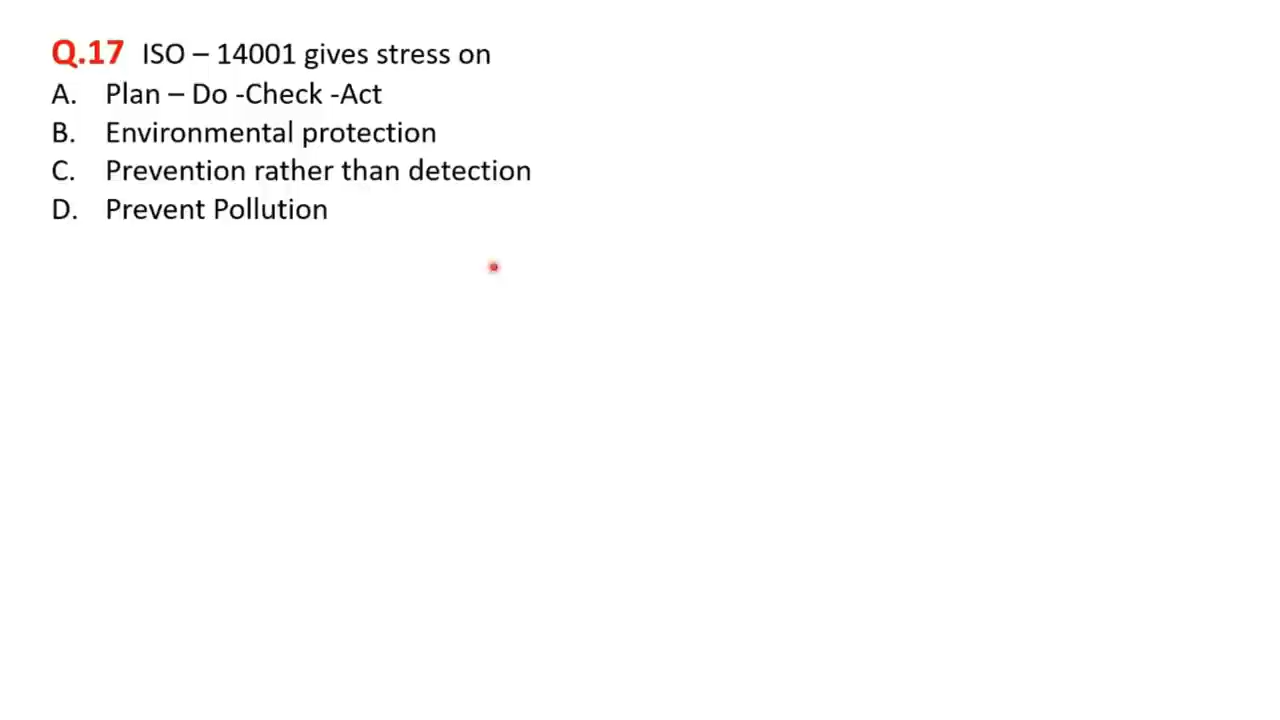 Q.17 ISO – 14001 gives stress on
A. Plan – Do -Check -Act
B. Environmental protection
C. Prevention rather than detection
D. Prevent Pollution